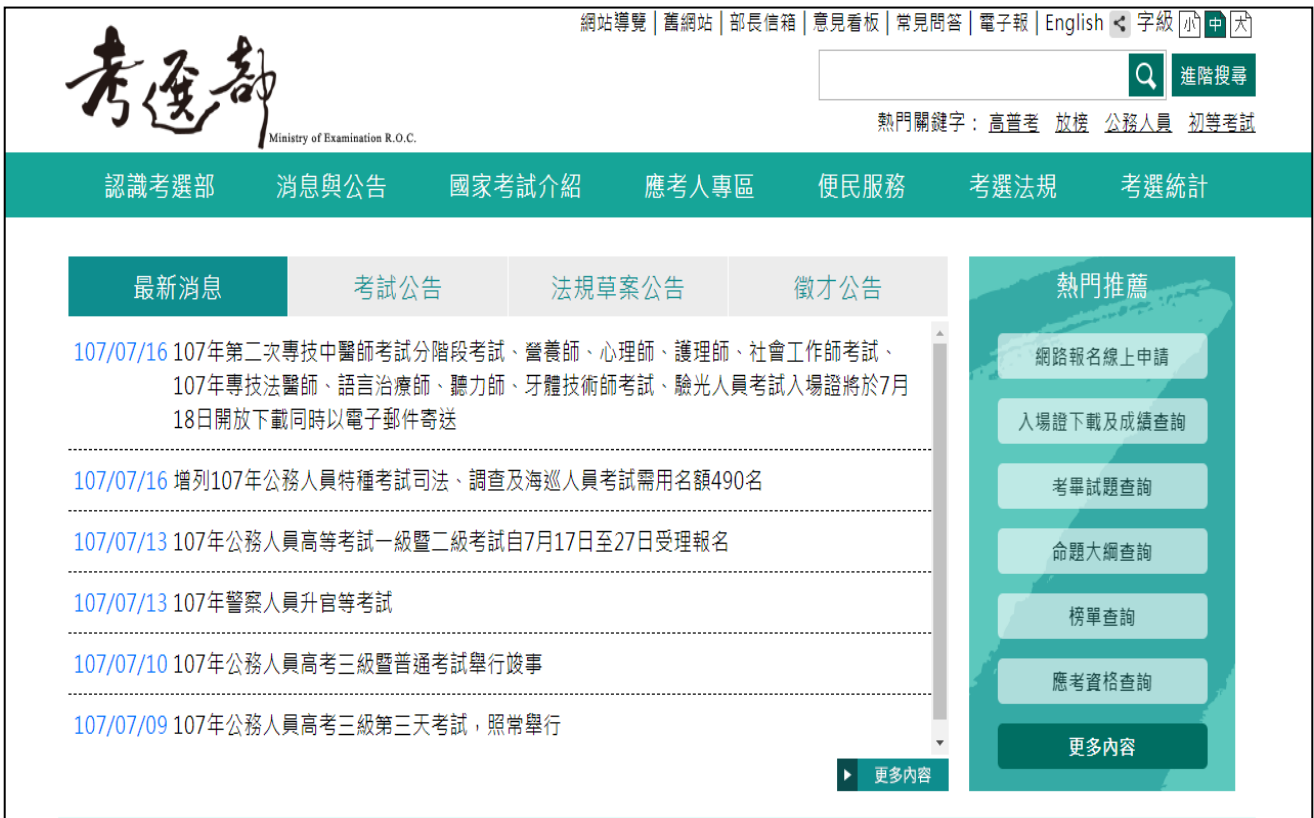 網站導覽 | 舊網站 | 部長信箱 | 意見看板 | 常見問答 | 電子報 | English 字級 小 中 大
考選部
Ministry of Examination R.O.C.
進階搜尋
熱門關鍵字： 高普考 放榜 公務人員 初等考試
認識考選部 消息與公告 國家考試介紹 應考人專區 便民服務 考選法規 考選統計
最新消息 考試公告 法規草案公告 徵才公告
107/07/16 107年第二次專技中醫師考試分階段考試、營養師、心理師、護理師、社會工作師考試、
107年專技法醫師、語言治療師、聽力師、牙體技術師考試、驗光人員考試入場證將於7月
18日開放下載同時以電子郵件寄送
107/07/16 增列107年公務人員特種考試司法、調查及海巡人員考試需用名額490名
107/07/13 107年公務人員高等考試一級暨二級考試自7月17日至27日受理報名
107/07/13 107年警察人員升官等考試
107/07/10 107年公務人員高考三級暨普通考試舉行竣事
107/07/09 107年公務人員高考三級第三天考試，照常舉行
更多內容
熱門推薦
網路報名線上申請
入場證下載及成績查詢
考畢試題查詢
命題大綱查詢
榜單查詢
應考資格查詢
更多內容